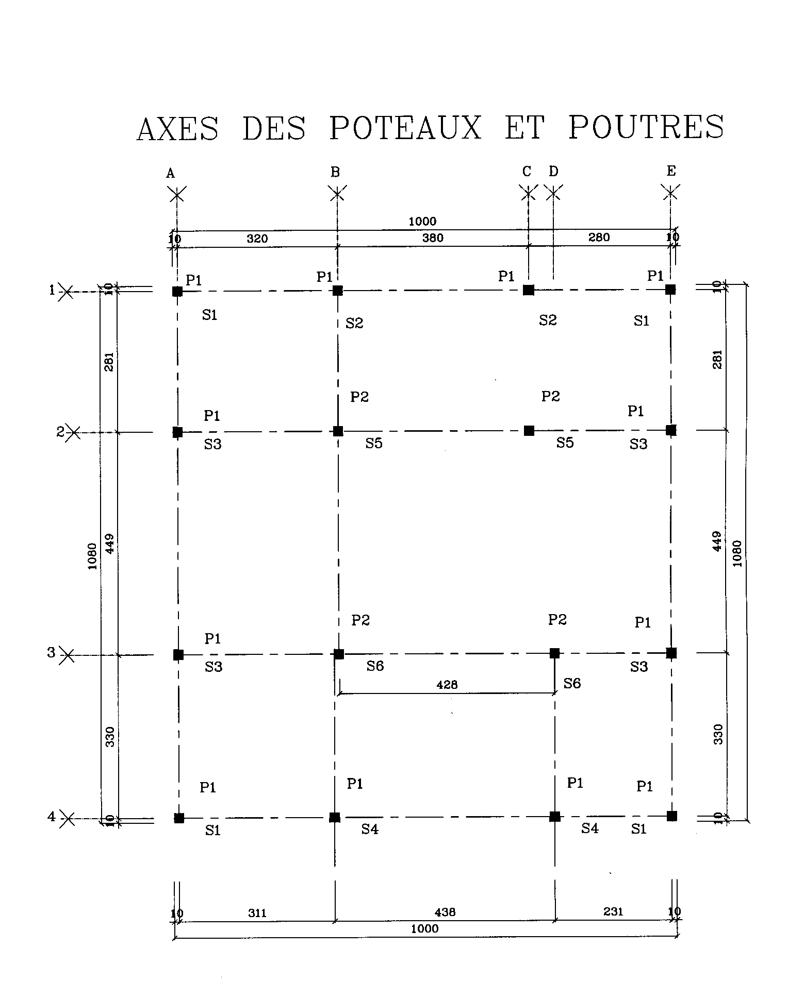 AXES DES POTEAUX ET POUTRES
A B C D E
1000
10 320 380 280 10
P1 P1 P1 P1
1 10 10
S1 S2 S2 S1
281 281
P2 P2
P1 P1
2
S3 S5 S5 S3
449 449
1080 1080
P2 P2 P1
P1
3
S3 S6 S3
428 S6
330 330
P1 P1 P1 P1
4 10 10
S1 S4 S4 S1
10 311 438 231 10
1000